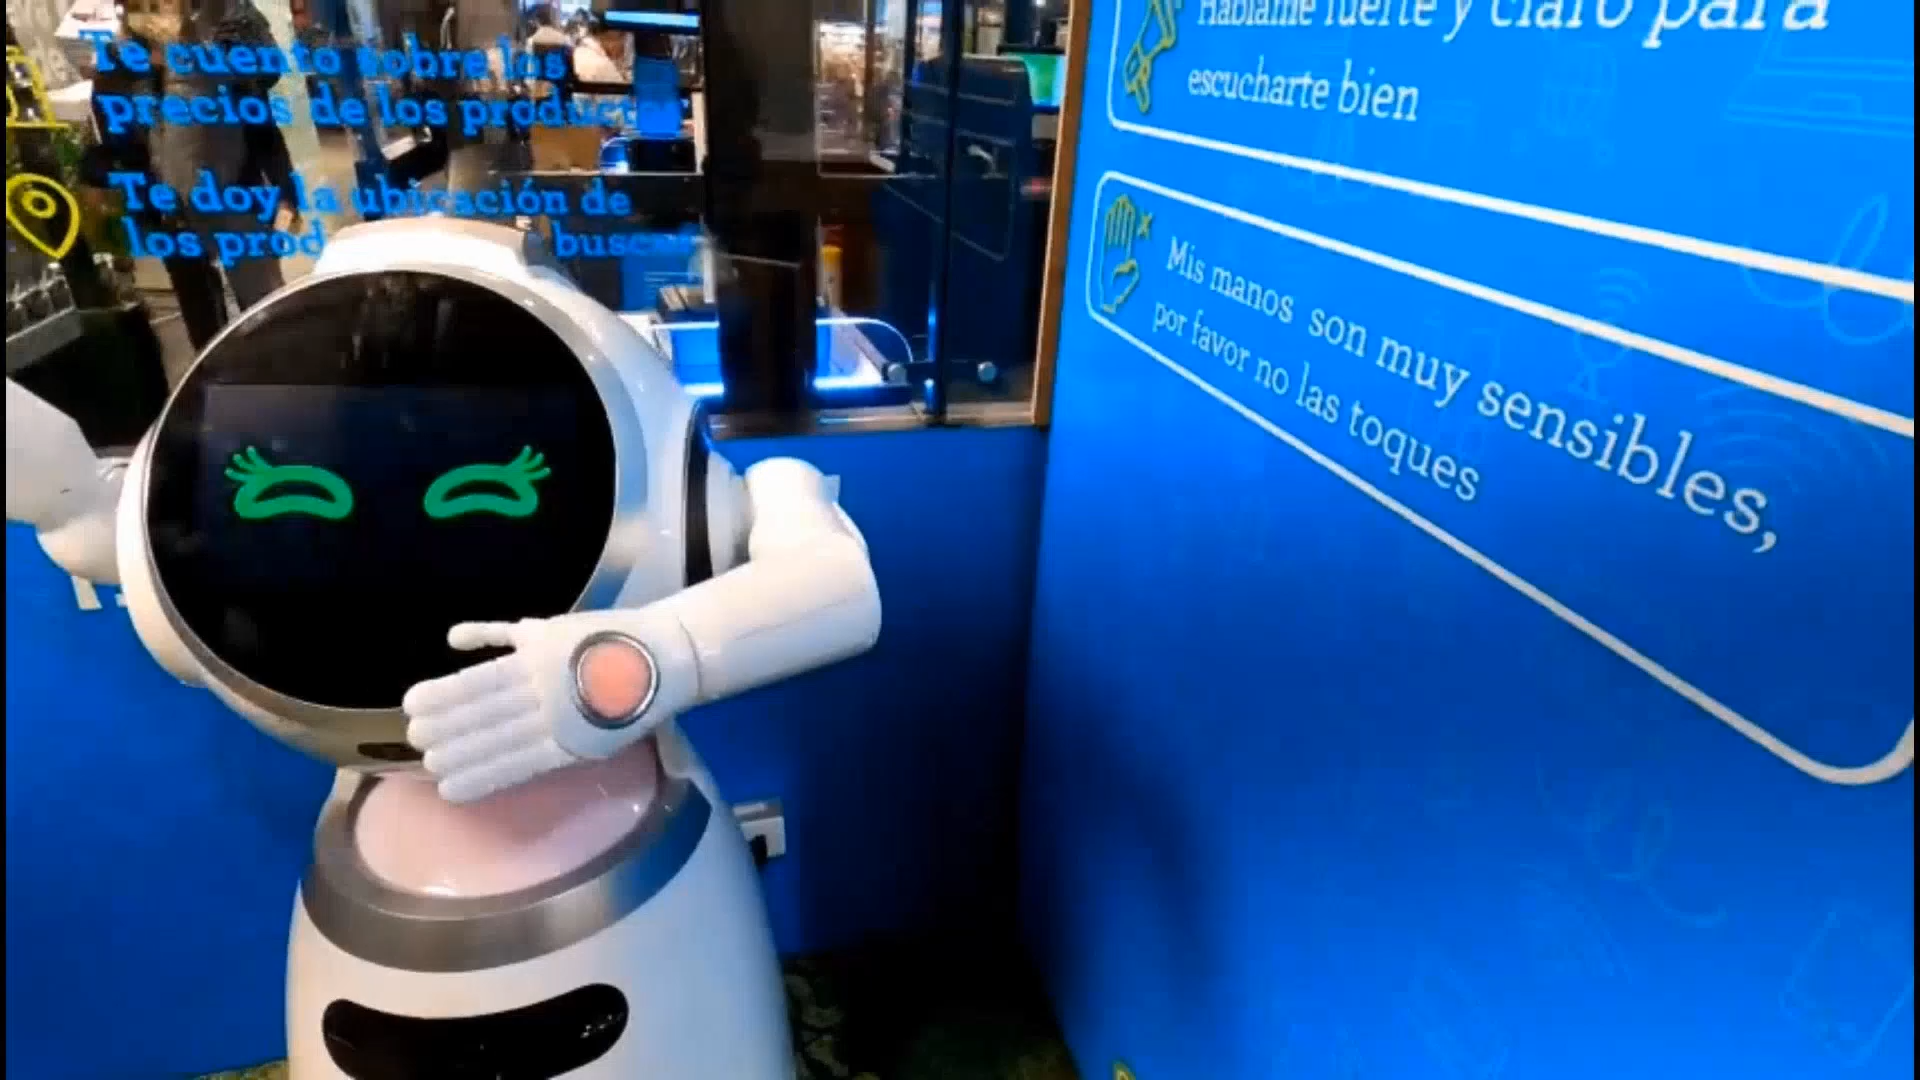 Te cuento sobre los
precios de los productos
Te doy la ubicación de
los prod
Háblame fuerte y claro para
escucharte bien
Mis manos son muy sensibles,
por favor no las toques